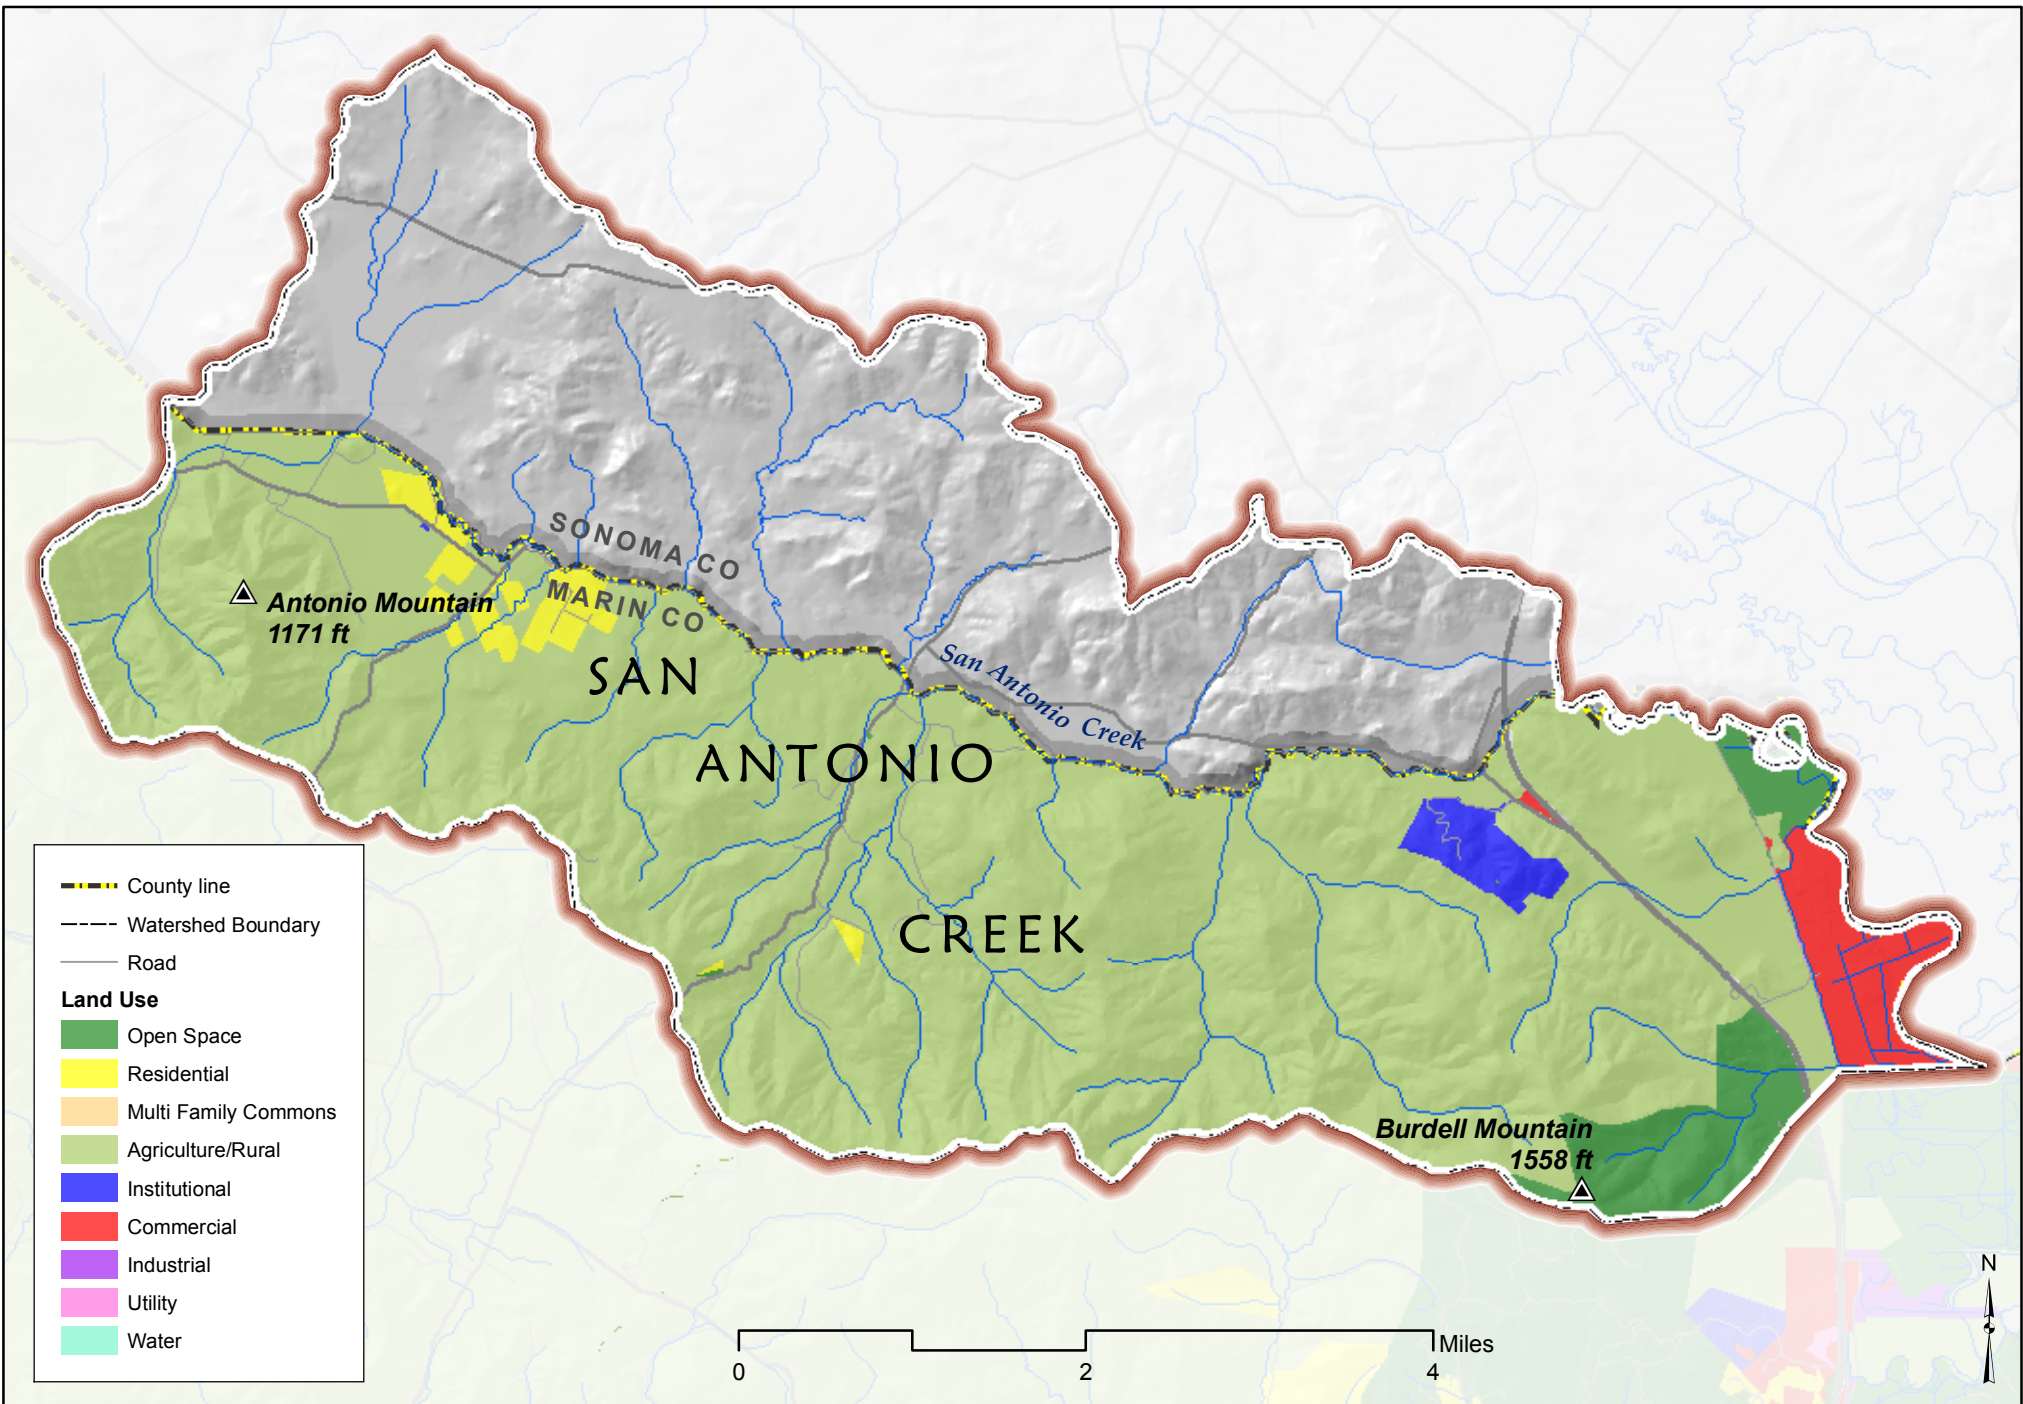 SONOMA CO
MARIN CO
Antonio Mountain
1171 ft
SAN
ANTONIO
CREEK
San Antonio Creek
Burdell Mountain
1558 ft
County line
Watershed Boundary
Road
Land Use
Open Space
Residential
Multi Family Commons
Agriculture/Rural
Institutional
Commercial
Industrial
Utility
Water
Miles
0 2 4
N